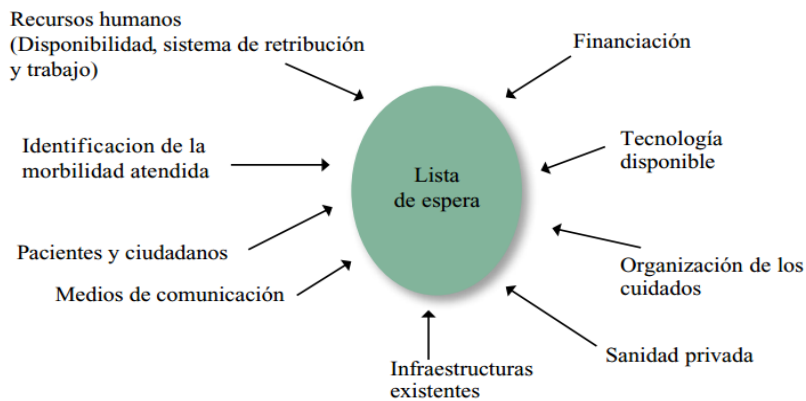 Recursos humanos
(Disponibilidad, sistema de retribución
y trabajo)
Financiación
Identificacion de la
morbilidad atendida
Tecnología
disponible
Lista
de espera
Pacientes y ciudadanos
Organización de los
cuidados
Medios de comunicación
Sanidad privada
Infraestructuras
existentes